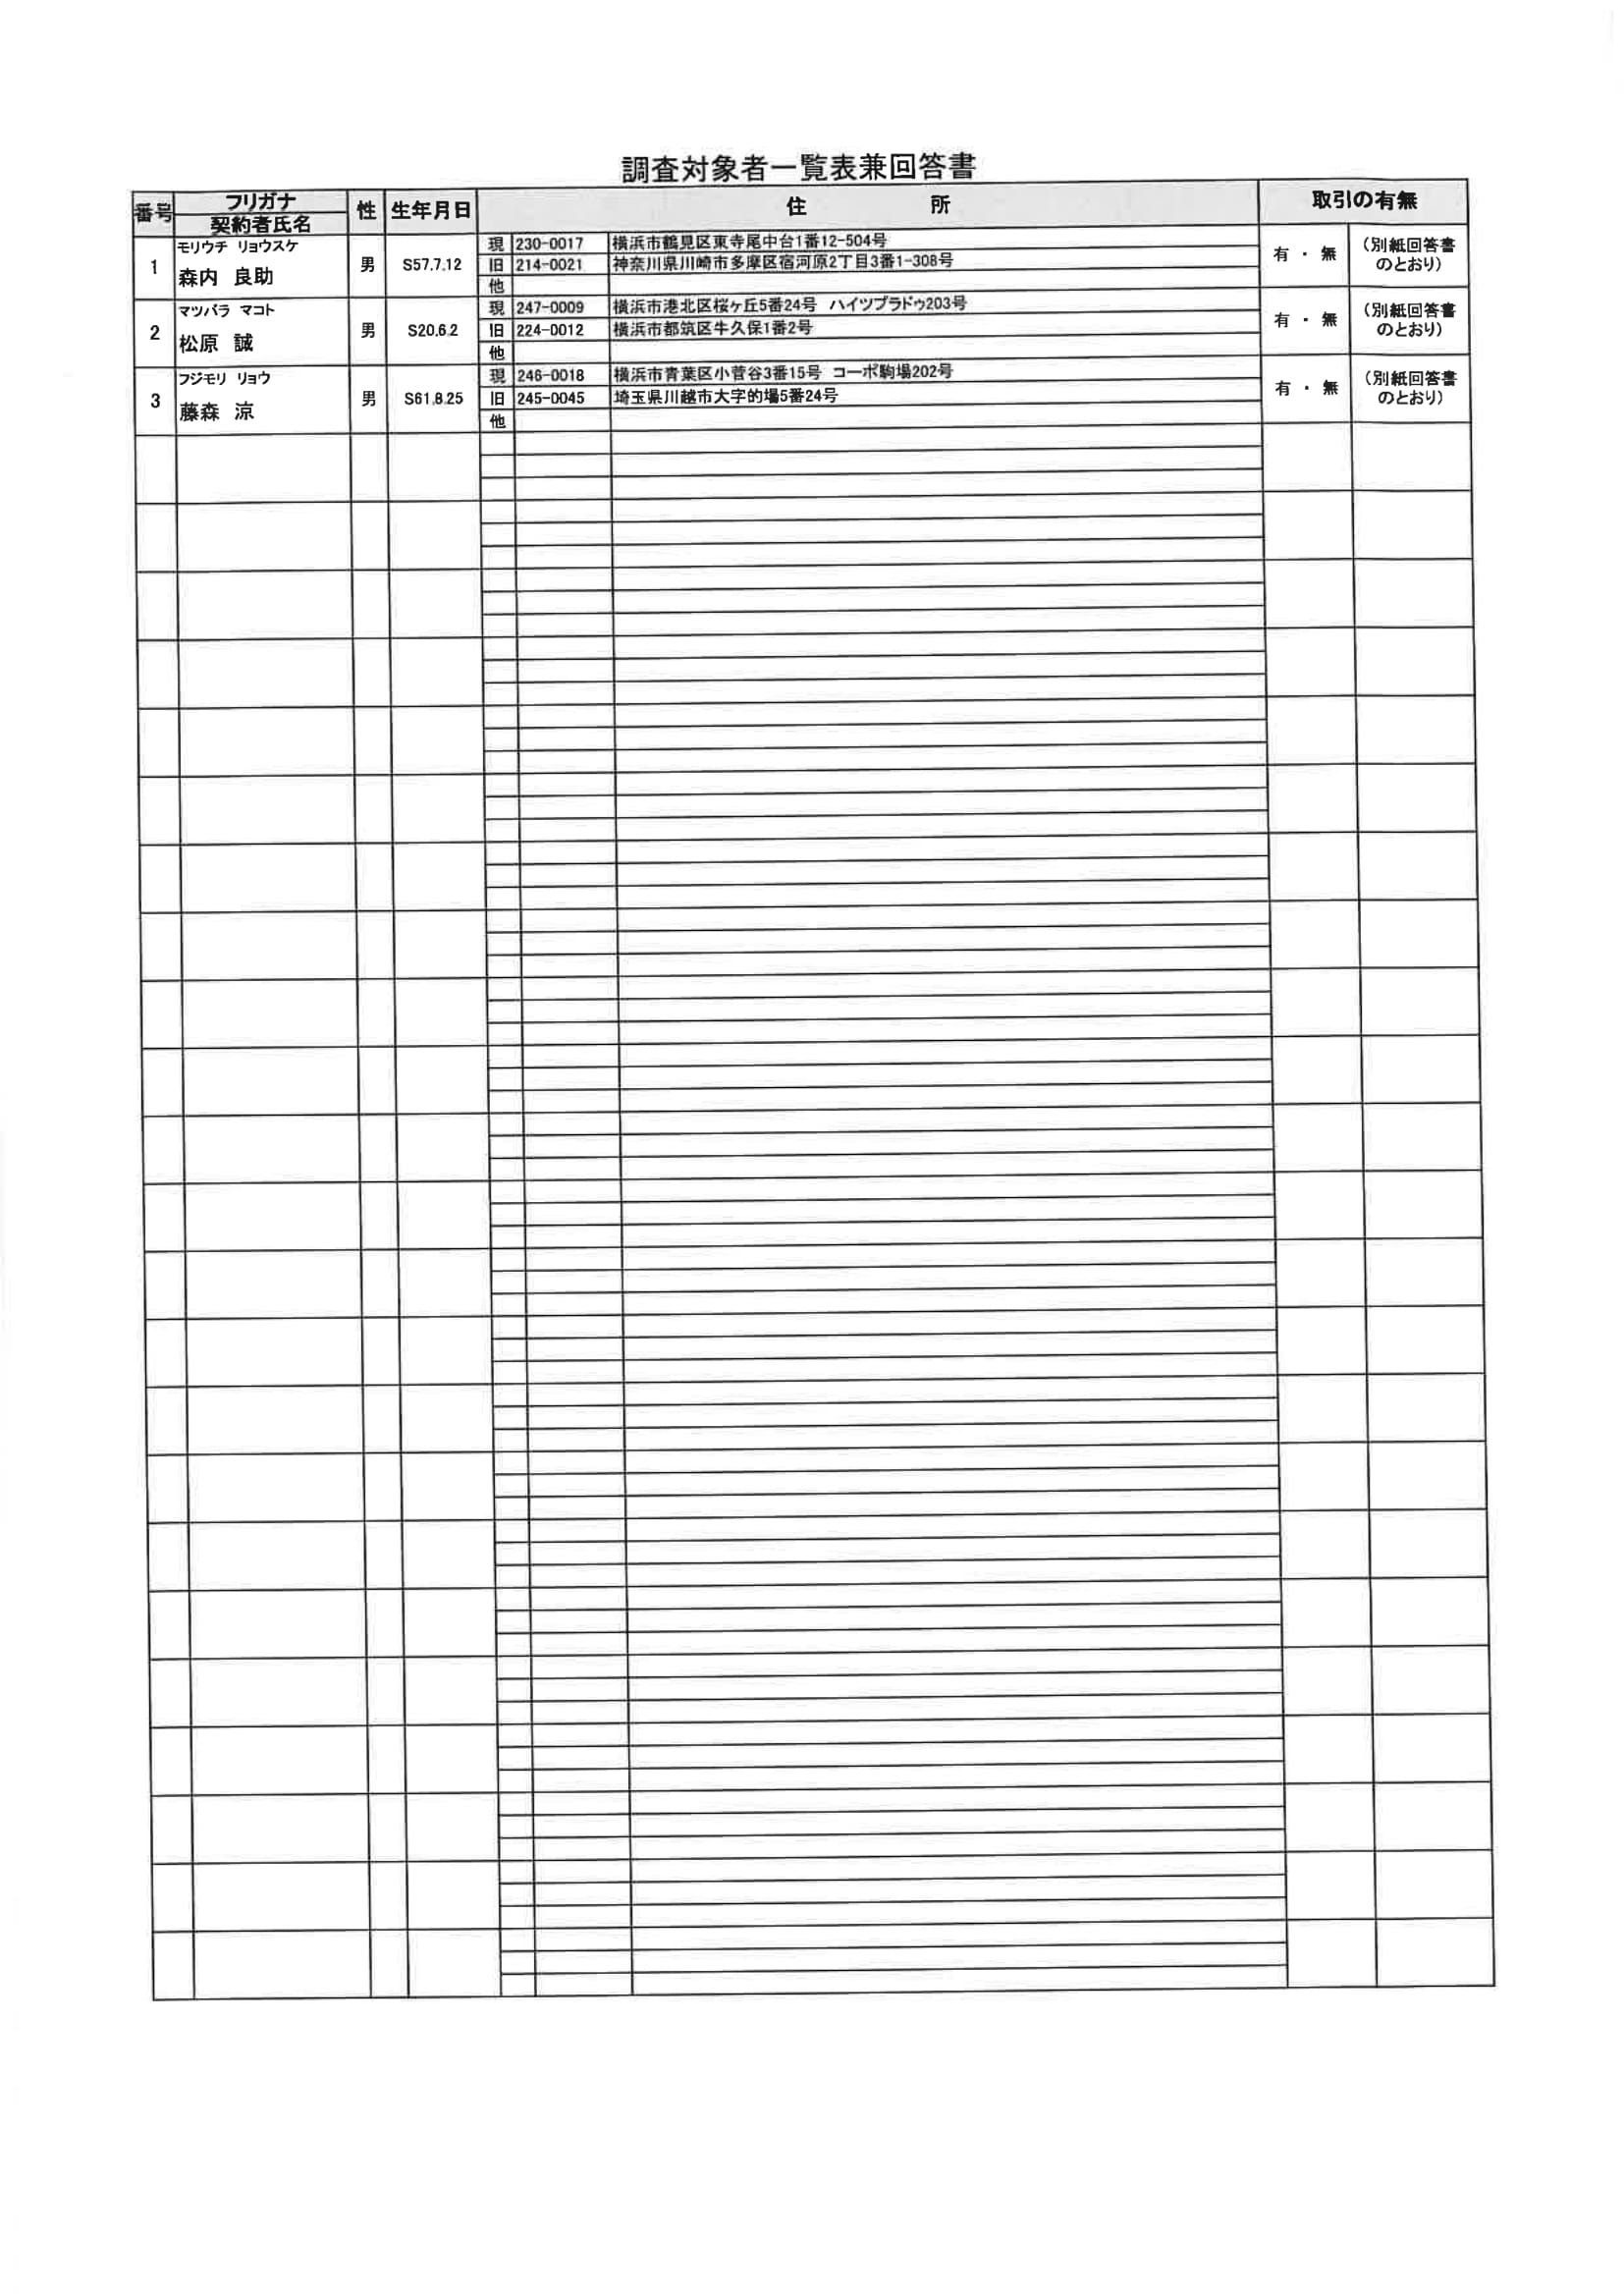 調査対象者一覧表兼回答書
番号 フリガナ 契約者氏名 性 生年月日 住 所 取引の有無
1 モリウチ リョウスケ 森内 良助 男 S57.7.12
現 230-0017 横浜市鶴見区東寺尾中台1番12-504号
旧 214-0021 神奈川県川崎市多摩区宿河原2丁目3番1-308号
他
有 ・ 無 (別紙回答書
のとおり)
2 マツバラ マコト 松原 誠 男 S20.6.2
現 247-0009 横浜市港北区桜ヶ丘5番24号 ハイツプラドゥ203号
旧 224-0012 横浜市都筑区牛久保1番2号
他
有 ・ 無 (別紙回答書
のとおり)
3 フジモリ リョウ 藤森 涼 男 S61.8.25
現 246-0018 横浜市青葉区小菅谷3番15号 コーポ駒場202号
旧 245-0045 埼玉県川越市大字的場5番24号
他
有 ・ 無 (別紙回答書
のとおり)